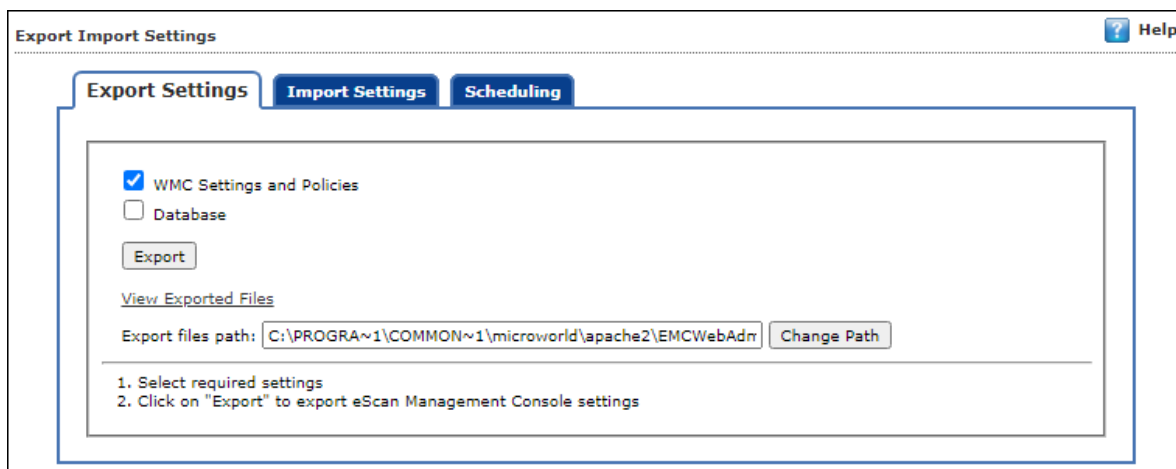 Export Import Settings
Help
Export Settings
Import Settings
Scheduling
WMC Settings and Policies
Database
Export
View Exported Files
Export files path: C:\PROGRA~1\COMMON~1\microworld\apache2\EMCWebAdm Change Path
1. Select required settings
2. Click on "Export" to export eScan Management Console settings